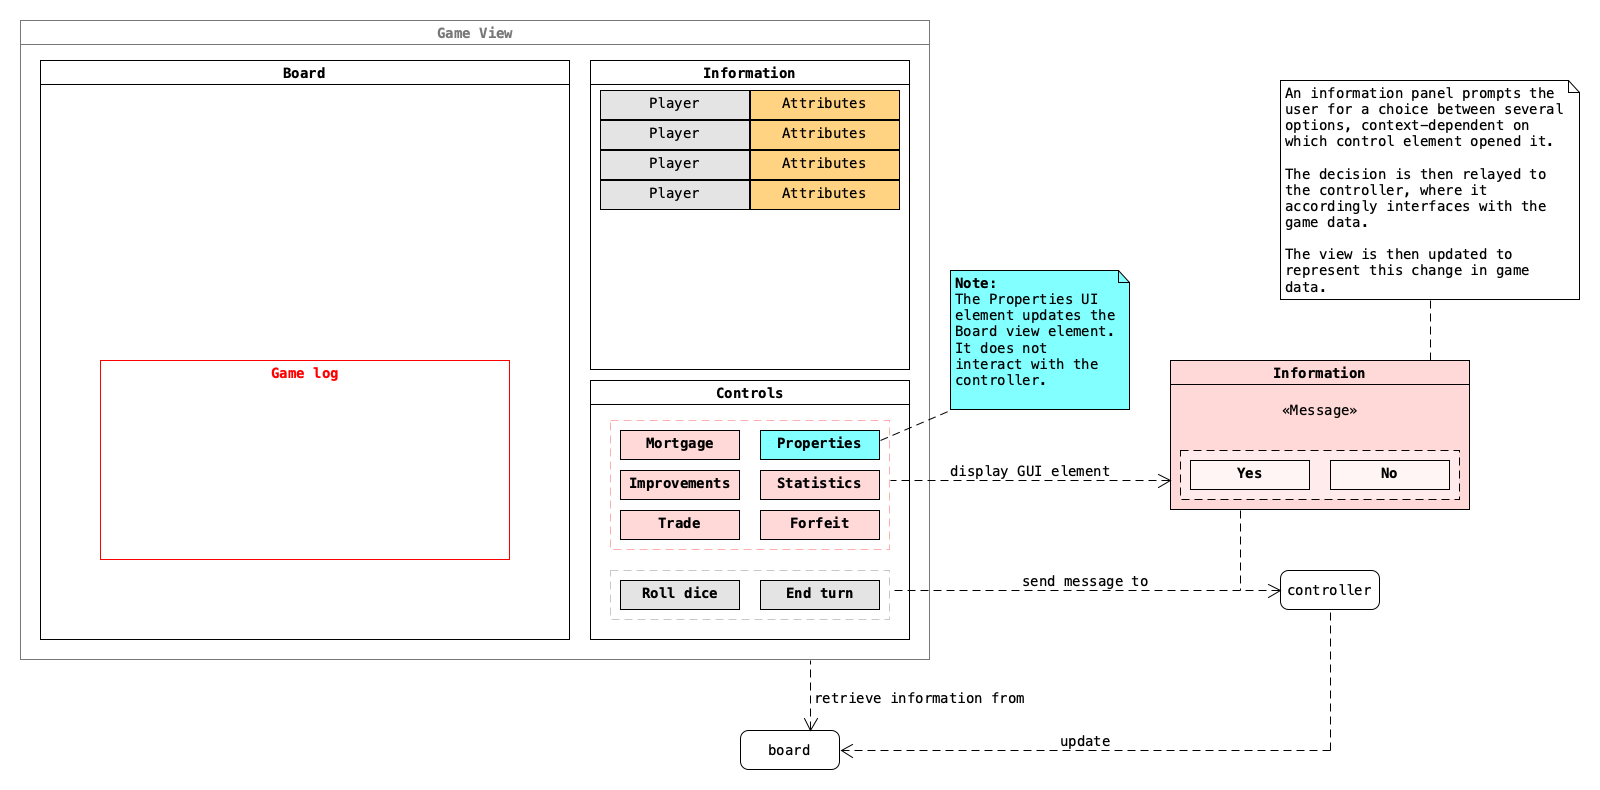 Game View
Board
Game log
Information
Player Attributes
Player Attributes
Player Attributes
Player Attributes
Controls
Mortgage Properties
Improvements Statistics
Trade Forfeit
Roll dice End turn
Note:
The Properties UI
element updates the
Board view element.
It does not
interact with the
controller.
An information panel prompts the
user for a choice between several
options, context-dependent on
which control element opened it.
The decision is then relayed to
the controller, where it
accordingly interfaces with the
game data.
The view is then updated to
represent this change in game
data.
display GUI element
Information
«Message»
Yes No
send message to
controller
retrieve information from
board
update